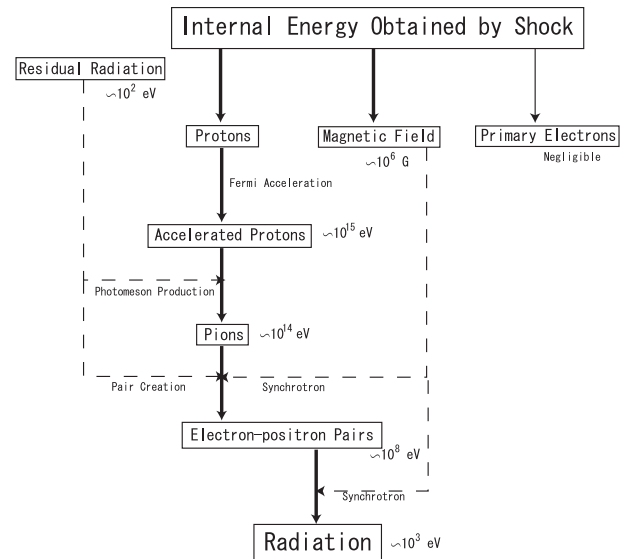 Internal Energy Obtained by Shock
Residual Radiation
∽10² eV
Protons
Magnetic Field
∽10⁶ G
Primary Electrons
Negligible
Fermi Acceleration
Accelerated Protons
∽10¹⁵ eV
Photomeson Production
Pions
∽10¹⁴ eV
Pair Creation
Synchrotron
Electron-positron Pairs
∽10⁸ eV
Synchrotron
Radiation
∽10³ eV